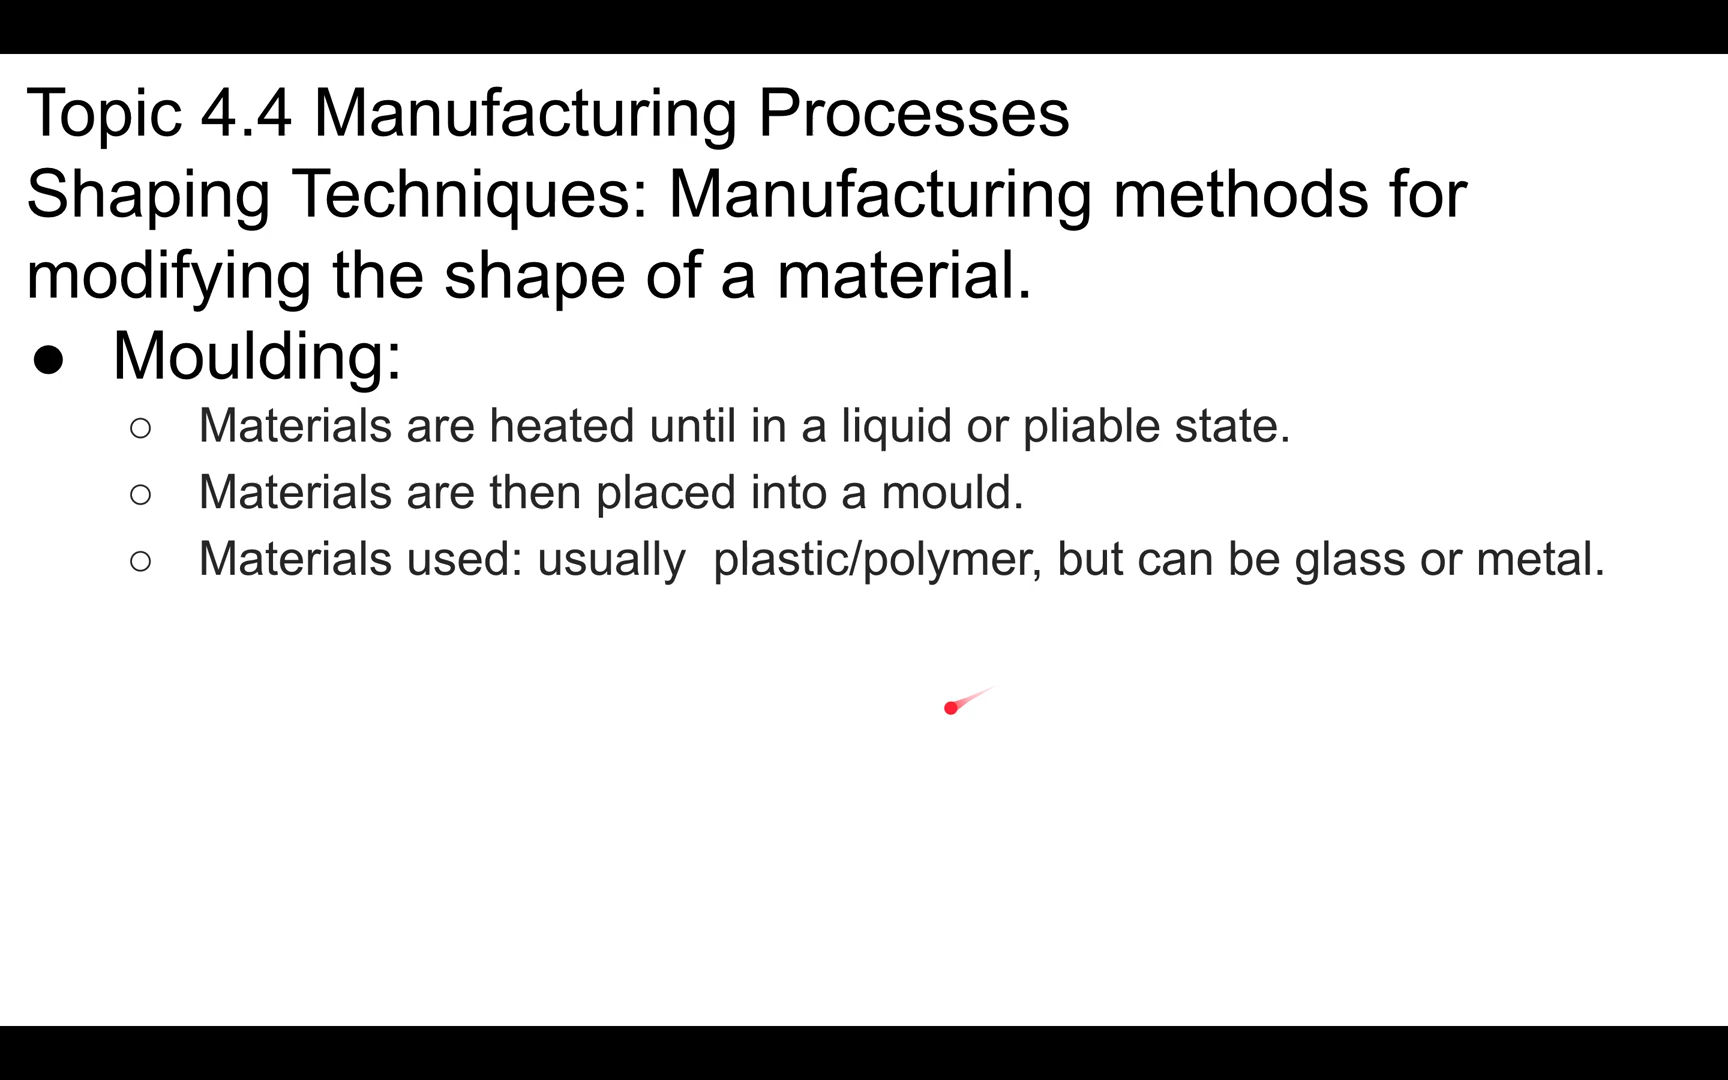 Topic 4.4 Manufacturing Processes
Shaping Techniques: Manufacturing methods for
modifying the shape of a material.
● Moulding:
○ Materials are heated until in a liquid or pliable state.
○ Materials are then placed into a mould.
○ Materials used: usually  plastic/polymer, but can be glass or metal.